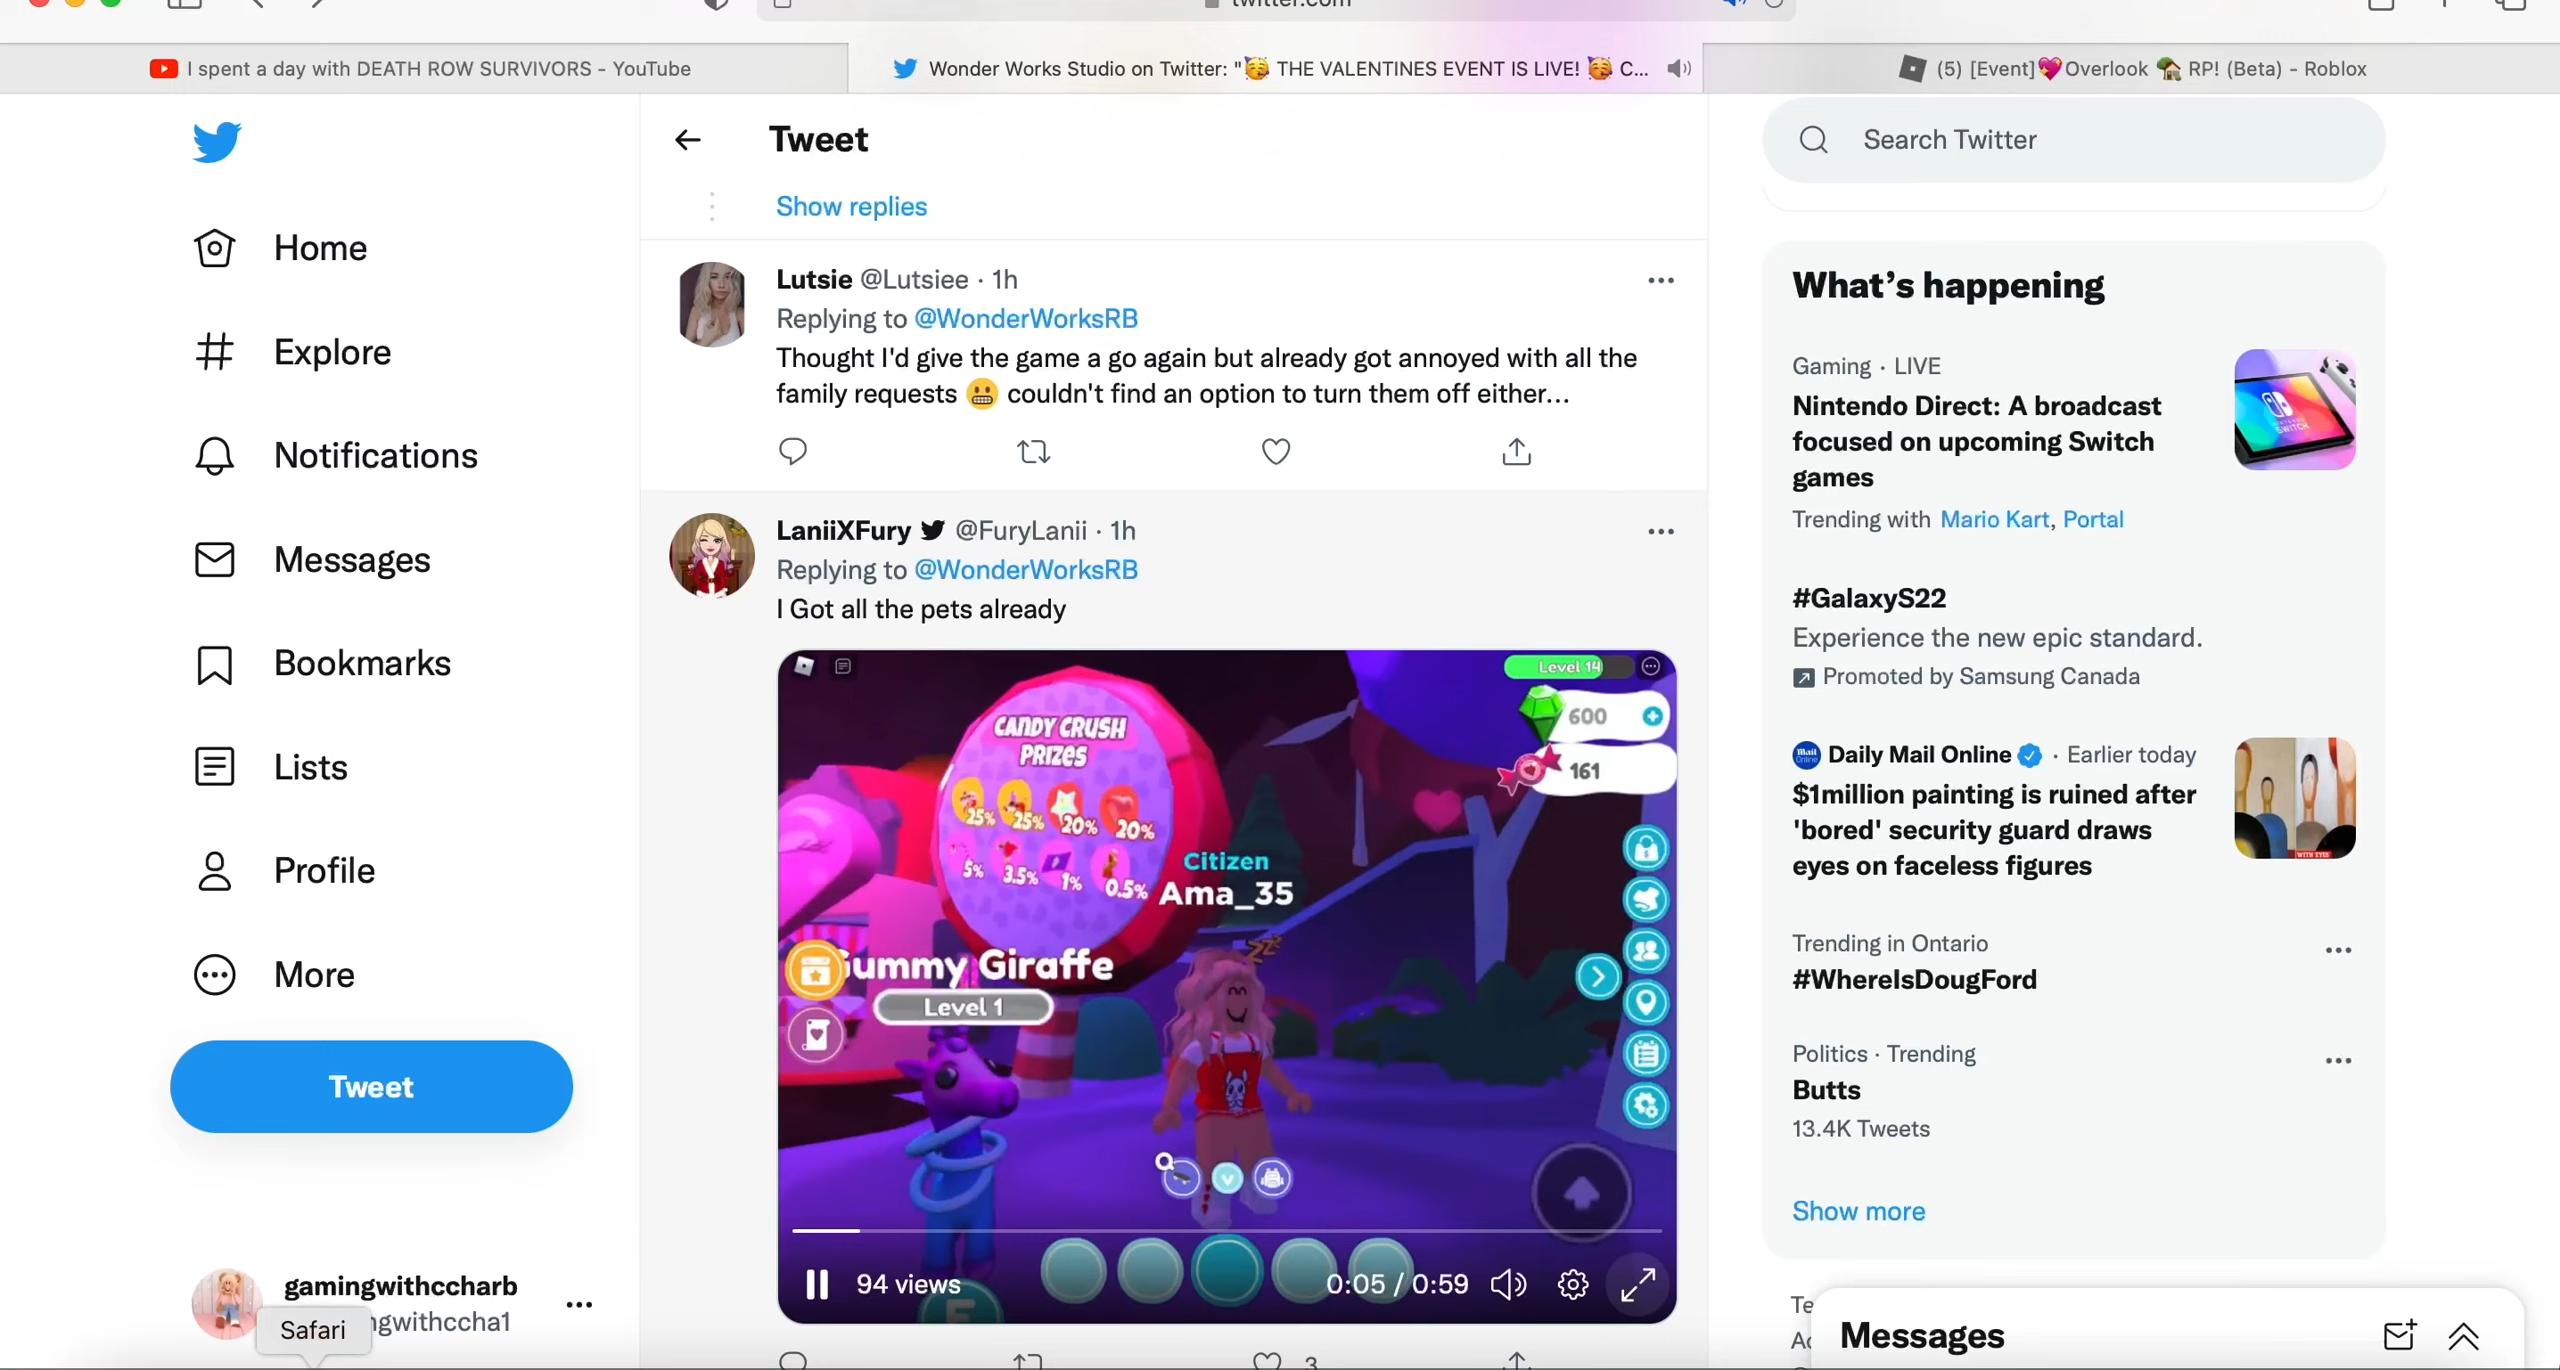 I spent a day with DEATH ROW SURVIVORS - YouTube
Wonder Works Studio on Twitter: "🥳 THE VALENTINES EVENT IS LIVE! 🥳 C...
(5) [Event]💖Overlook 🏡 RP! (Beta) - Roblox
Home
Explore
Notifications
Messages
Bookmarks
Lists
Profile
More
Tweet
gamingwithccharb
ngwithccha1
Safari
Tweet
Show replies
Lutsie @Lutsiee · 1h
Replying to @WonderWorksRB
Thought I'd give the game a go again but already got annoyed with all the
family requests 😬 couldn't find an option to turn them off either...
LaniiXFury @FuryLanii · 1h
Replying to @WonderWorksRB
I Got all the pets already
Level 14
600
161
CANDY CRUSH
PRIZES
25% 25% 20% 20%
5% 3.5% 1% 0.5%
Citizen
Ama_35
Gummy Giraffe
Level 1
94 views
0:05 / 0:59
3
Search Twitter
What's happening
Gaming · LIVE
Nintendo Direct: A broadcast
focused on upcoming Switch
games
Trending with Mario Kart, Portal
#GalaxyS22
Experience the new epic standard.
Promoted by Samsung Canada
Daily Mail Online · Earlier today
$1million painting is ruined after
'bored' security guard draws
eyes on faceless figures
WITH EYES
Trending in Ontario
#WhereIsDougFord
Politics · Trending
Butts
13.4K Tweets
Show more
Messages